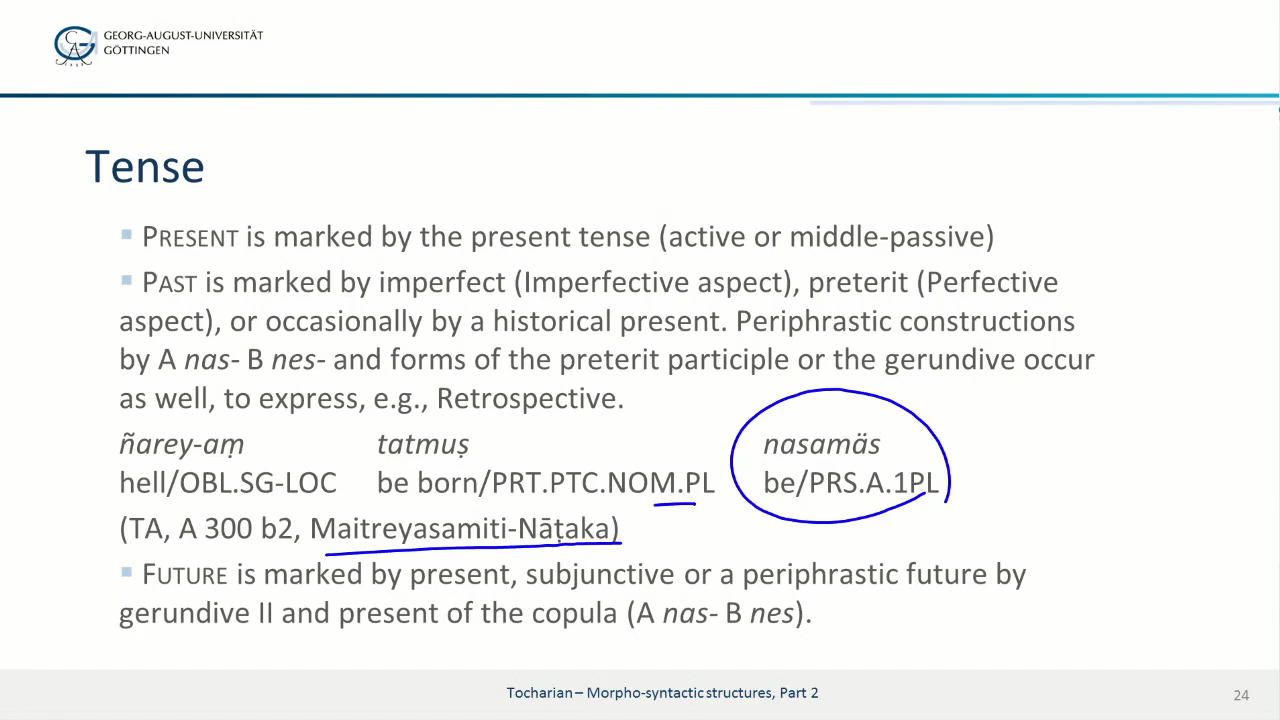 GEORG-AUGUST-UNIVERSITÄT
GÖTTINGEN
Tense
▪ PRESENT is marked by the present tense (active or middle-passive)
▪ PAST is marked by imperfect (Imperfective aspect), preterit (Perfective
aspect), or occasionally by a historical present. Periphrastic constructions
by A nas- B nes- and forms of the preterit participle or the gerundive occur
as well, to express, e.g., Retrospective.
ñarey-aṃ tatmuṣ nasamäs
hell/OBL.SG-LOC be born/PRT.PTC.NOM.PL be/PRS.A.1PL
(TA, A 300 b2, Maitreyasamiti-Nāṭaka)
▪ FUTURE is marked by present, subjunctive or a periphrastic future by
gerundive II and present of the copula (A nas- B nes).
Tocharian – Morpho-syntactic structures, Part 2
24